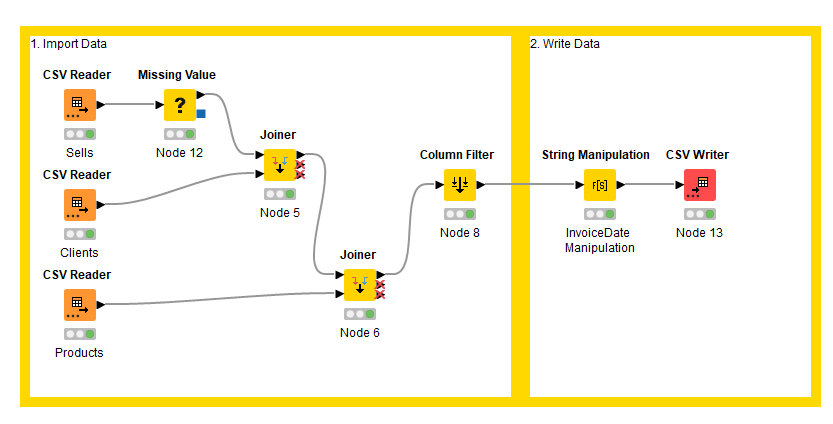 1. Import Data
2. Write Data
CSV Reader
Missing Value
?
Sells
Node 12
Joiner
Node 5
CSV Reader
Clients
Column Filter
String Manipulation
CSV Writer
F[S]
Node 8
InvoiceDate
Manipulation
Node 13
Joiner
Node 6
CSV Reader
Products